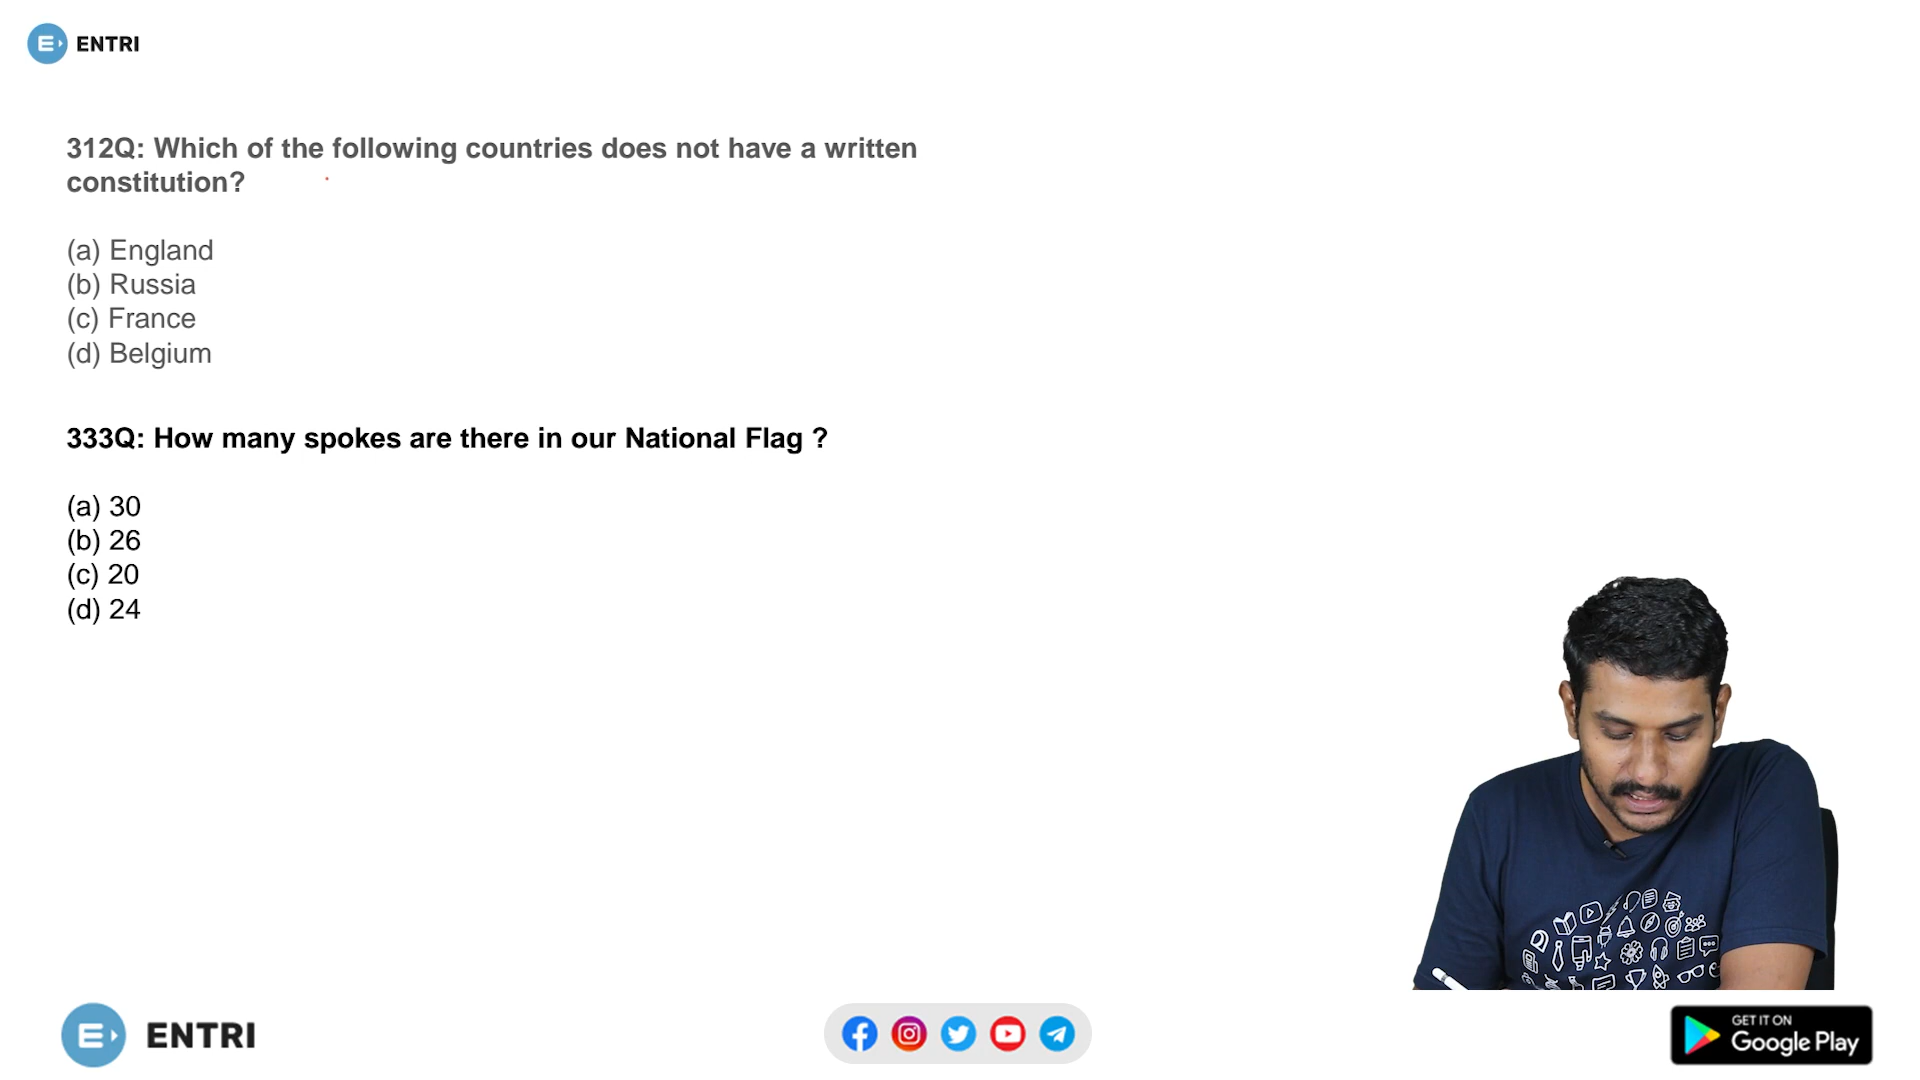 ENTRI
312Q: Which of the following countries does not have a written
constitution?
(a) England
(b) Russia
(c) France
(d) Belgium
333Q: How many spokes are there in our National Flag ?
(a) 30
(b) 26
(c) 20
(d) 24
ENTRI
GET IT ON
Google Play